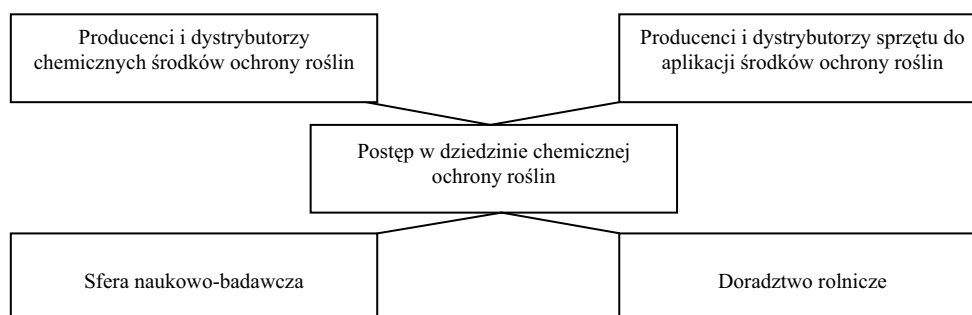 Producenci i dystrybutorzy
chemicznych środków ochrony roślin
Producenci i dystrybutorzy sprzętu do
aplikacji środków ochrony roślin
Postęp w dziedzinie chemicznej
ochrony roślin
Sfera naukowo-badawcza
Doradztwo rolnicze